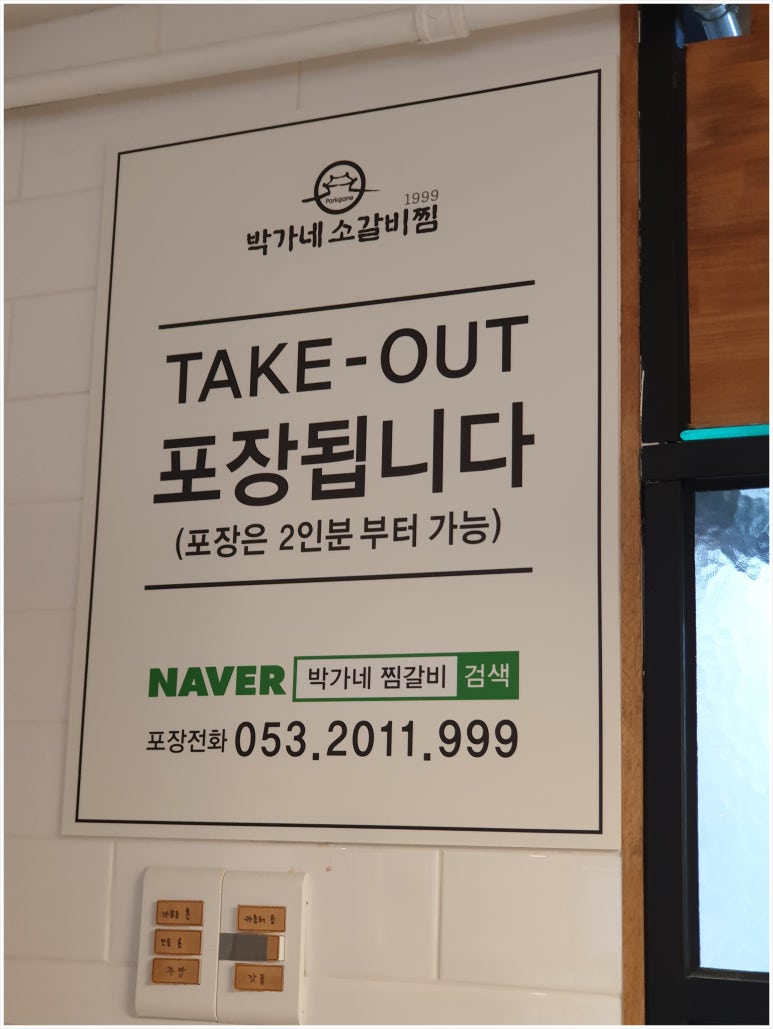 Parkgane
1999
박가네 소갈비찜
TAKE-OUT
포장됩니다
(포장은 2인분 부터 가능)
NAVER 박가네 찜갈비 검색
포장전화 053.2011.999
주방